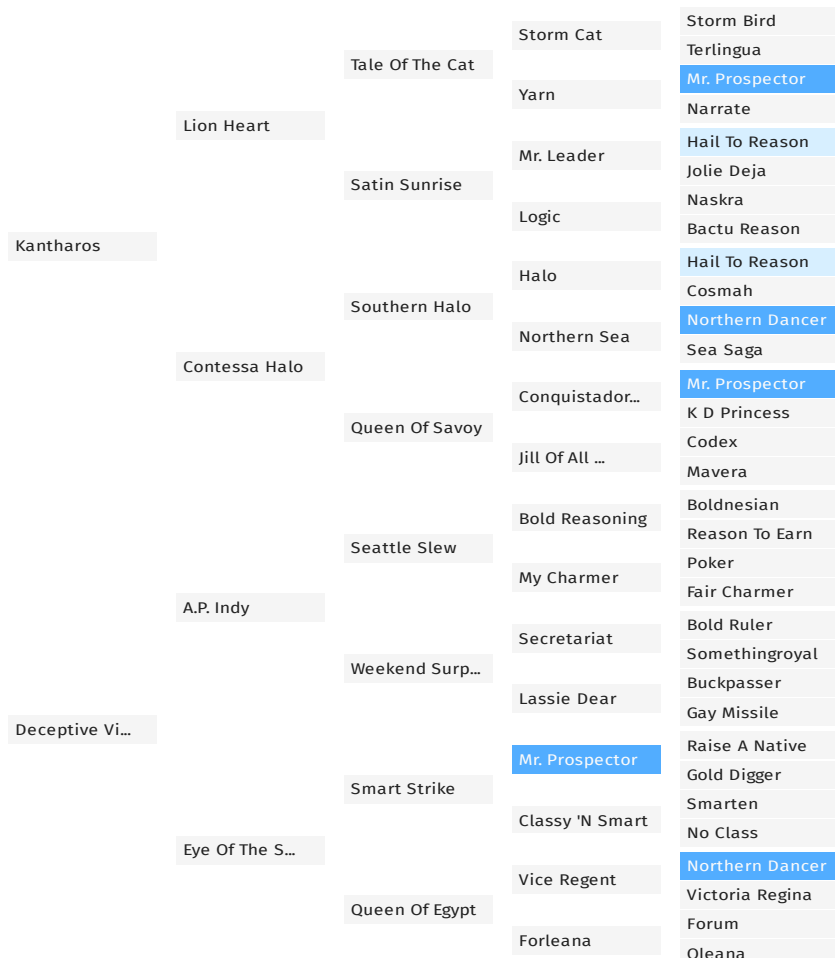 Kantharos
Deceptive Vi...
Lion Heart
Contessa Halo
A.P. Indy
Eye Of The S...
Tale Of The Cat
Satin Sunrise
Southern Halo
Queen Of Savoy
Seattle Slew
Weekend Surp...
Smart Strike
Queen Of Egypt
Storm Cat
Yarn
Mr. Leader
Logic
Halo
Northern Sea
Conquistador...
Jill Of All ...
Bold Reasoning
My Charmer
Secretariat
Lassie Dear
Mr. Prospector
Classy 'N Smart
Vice Regent
Forleana
Storm Bird
Terlingua
Mr. Prospector
Narrate
Hail To Reason
Jolie Deja
Naskra
Bactu Reason
Hail To Reason
Cosmah
Northern Dancer
Sea Saga
Mr. Prospector
K D Princess
Codex
Mavera
Boldnesian
Reason To Earn
Poker
Fair Charmer
Bold Ruler
Somethingroyal
Buckpasser
Gay Missile
Raise A Native
Gold Digger
Smarten
No Class
Northern Dancer
Victoria Regina
Forum
Oleana